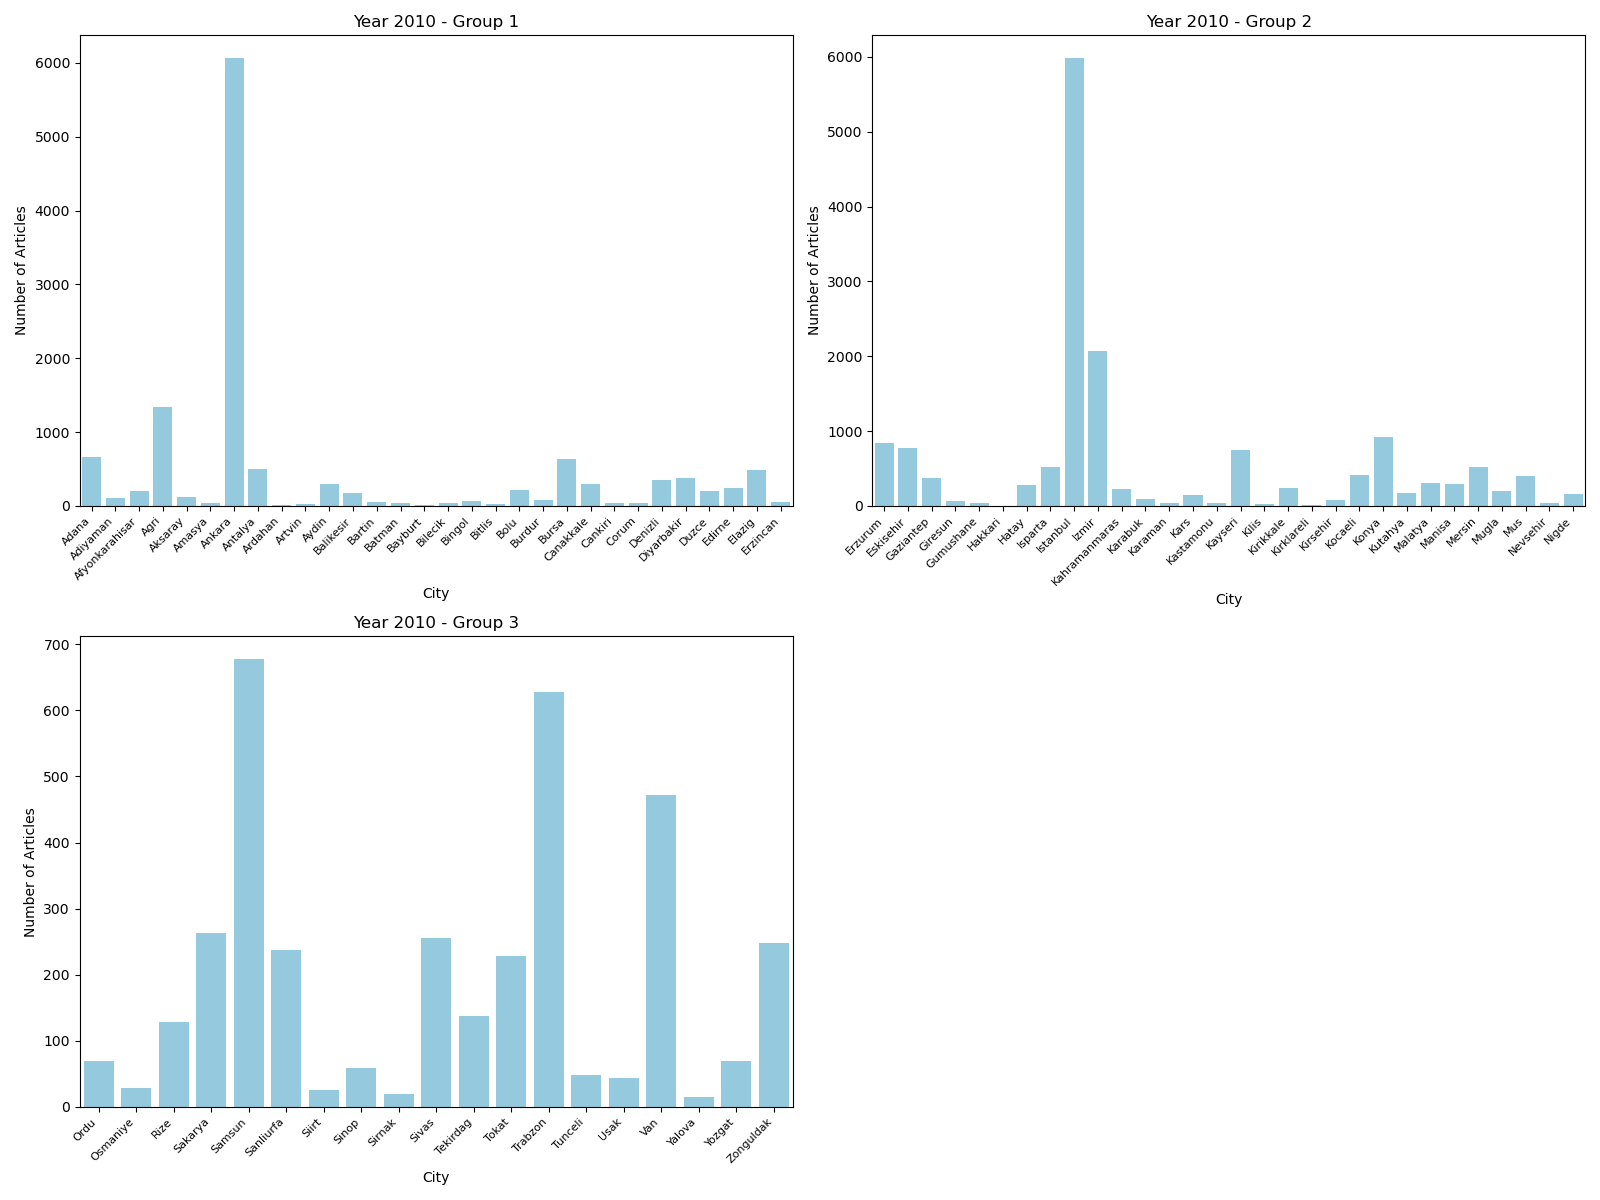 Year 2010 - Group 1
Number of Articles
6000
5000
4000
3000
2000
1000
0
Adana
Adiyaman
Afyonkarahisar
Agri
Aksaray
Amasya
Ankara
Antalya
Ardahan
Artvin
Aydin
Balikesir
Bartin
Batman
Bayburt
Bilecik
Bingol
Bitlis
Bolu
Burdur
Bursa
Canakkale
Cankiri
Corum
Denizli
Diyarbakir
Duzce
Edirne
Elazig
Erzincan
City
Year 2010 - Group 2
Number of Articles
6000
5000
4000
3000
2000
1000
0
Erzurum
Eskisehir
Gaziantep
Giresun
Gumushane
Hakkari
Hatay
Isparta
Istanbul
Izmir
Kahramanmaras
Karabuk
Karaman
Kars
Kastamonu
Kayseri
Kilis
Kirikkale
Kirklareli
Kirsehir
Kocaeli
Konya
Kutahya
Malatya
Manisa
Mersin
Mugla
Mus
Nevsehir
Nigde
City
Year 2010 - Group 3
Number of Articles
700
600
500
400
300
200
100
0
Ordu
Osmaniye
Rize
Sakarya
Samsun
Sanliurfa
Siirt
Sinop
Sirnak
Sivas
Tekirdag
Tokat
Trabzon
Tunceli
Usak
Van
Yalova
Yozgat
Zonguldak
City